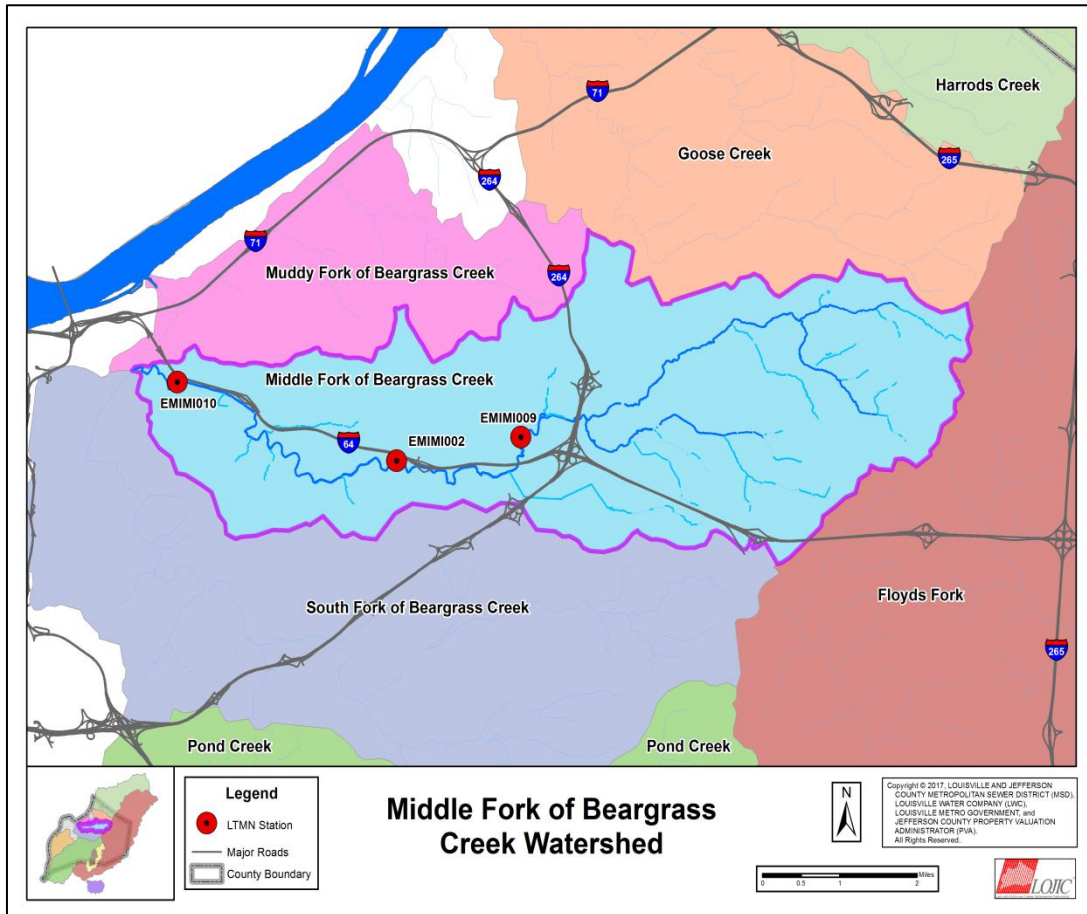 Harrods Creek
71
Goose Creek
265
264
71
Muddy Fork of Beargrass Creek
264
Middle Fork of Beargrass Creek
EMIMI010
EMIMI009
64
EMIMI002
Floyds Fork
South Fork of Beargrass Creek
265
Pond Creek
Pond Creek
Legend
LTMN Station
Major Roads
County Boundary
Middle Fork of Beargrass
Creek Watershed
N
Copyright © 2017, LOUISVILLE AND JEFFERSON
COUNTY METROPOLITAN SEWER DISTRICT (MSD),
LOUISVILLE WATER COMPANY (LWC),
LOUISVILLE METRO GOVERNMENT, and
JEFFERSON COUNTY PROPERTY VALUATION
ADMINISTRATOR (PVA).
All Rights Reserved.
Miles
0 0.5 1 2
LOJIC